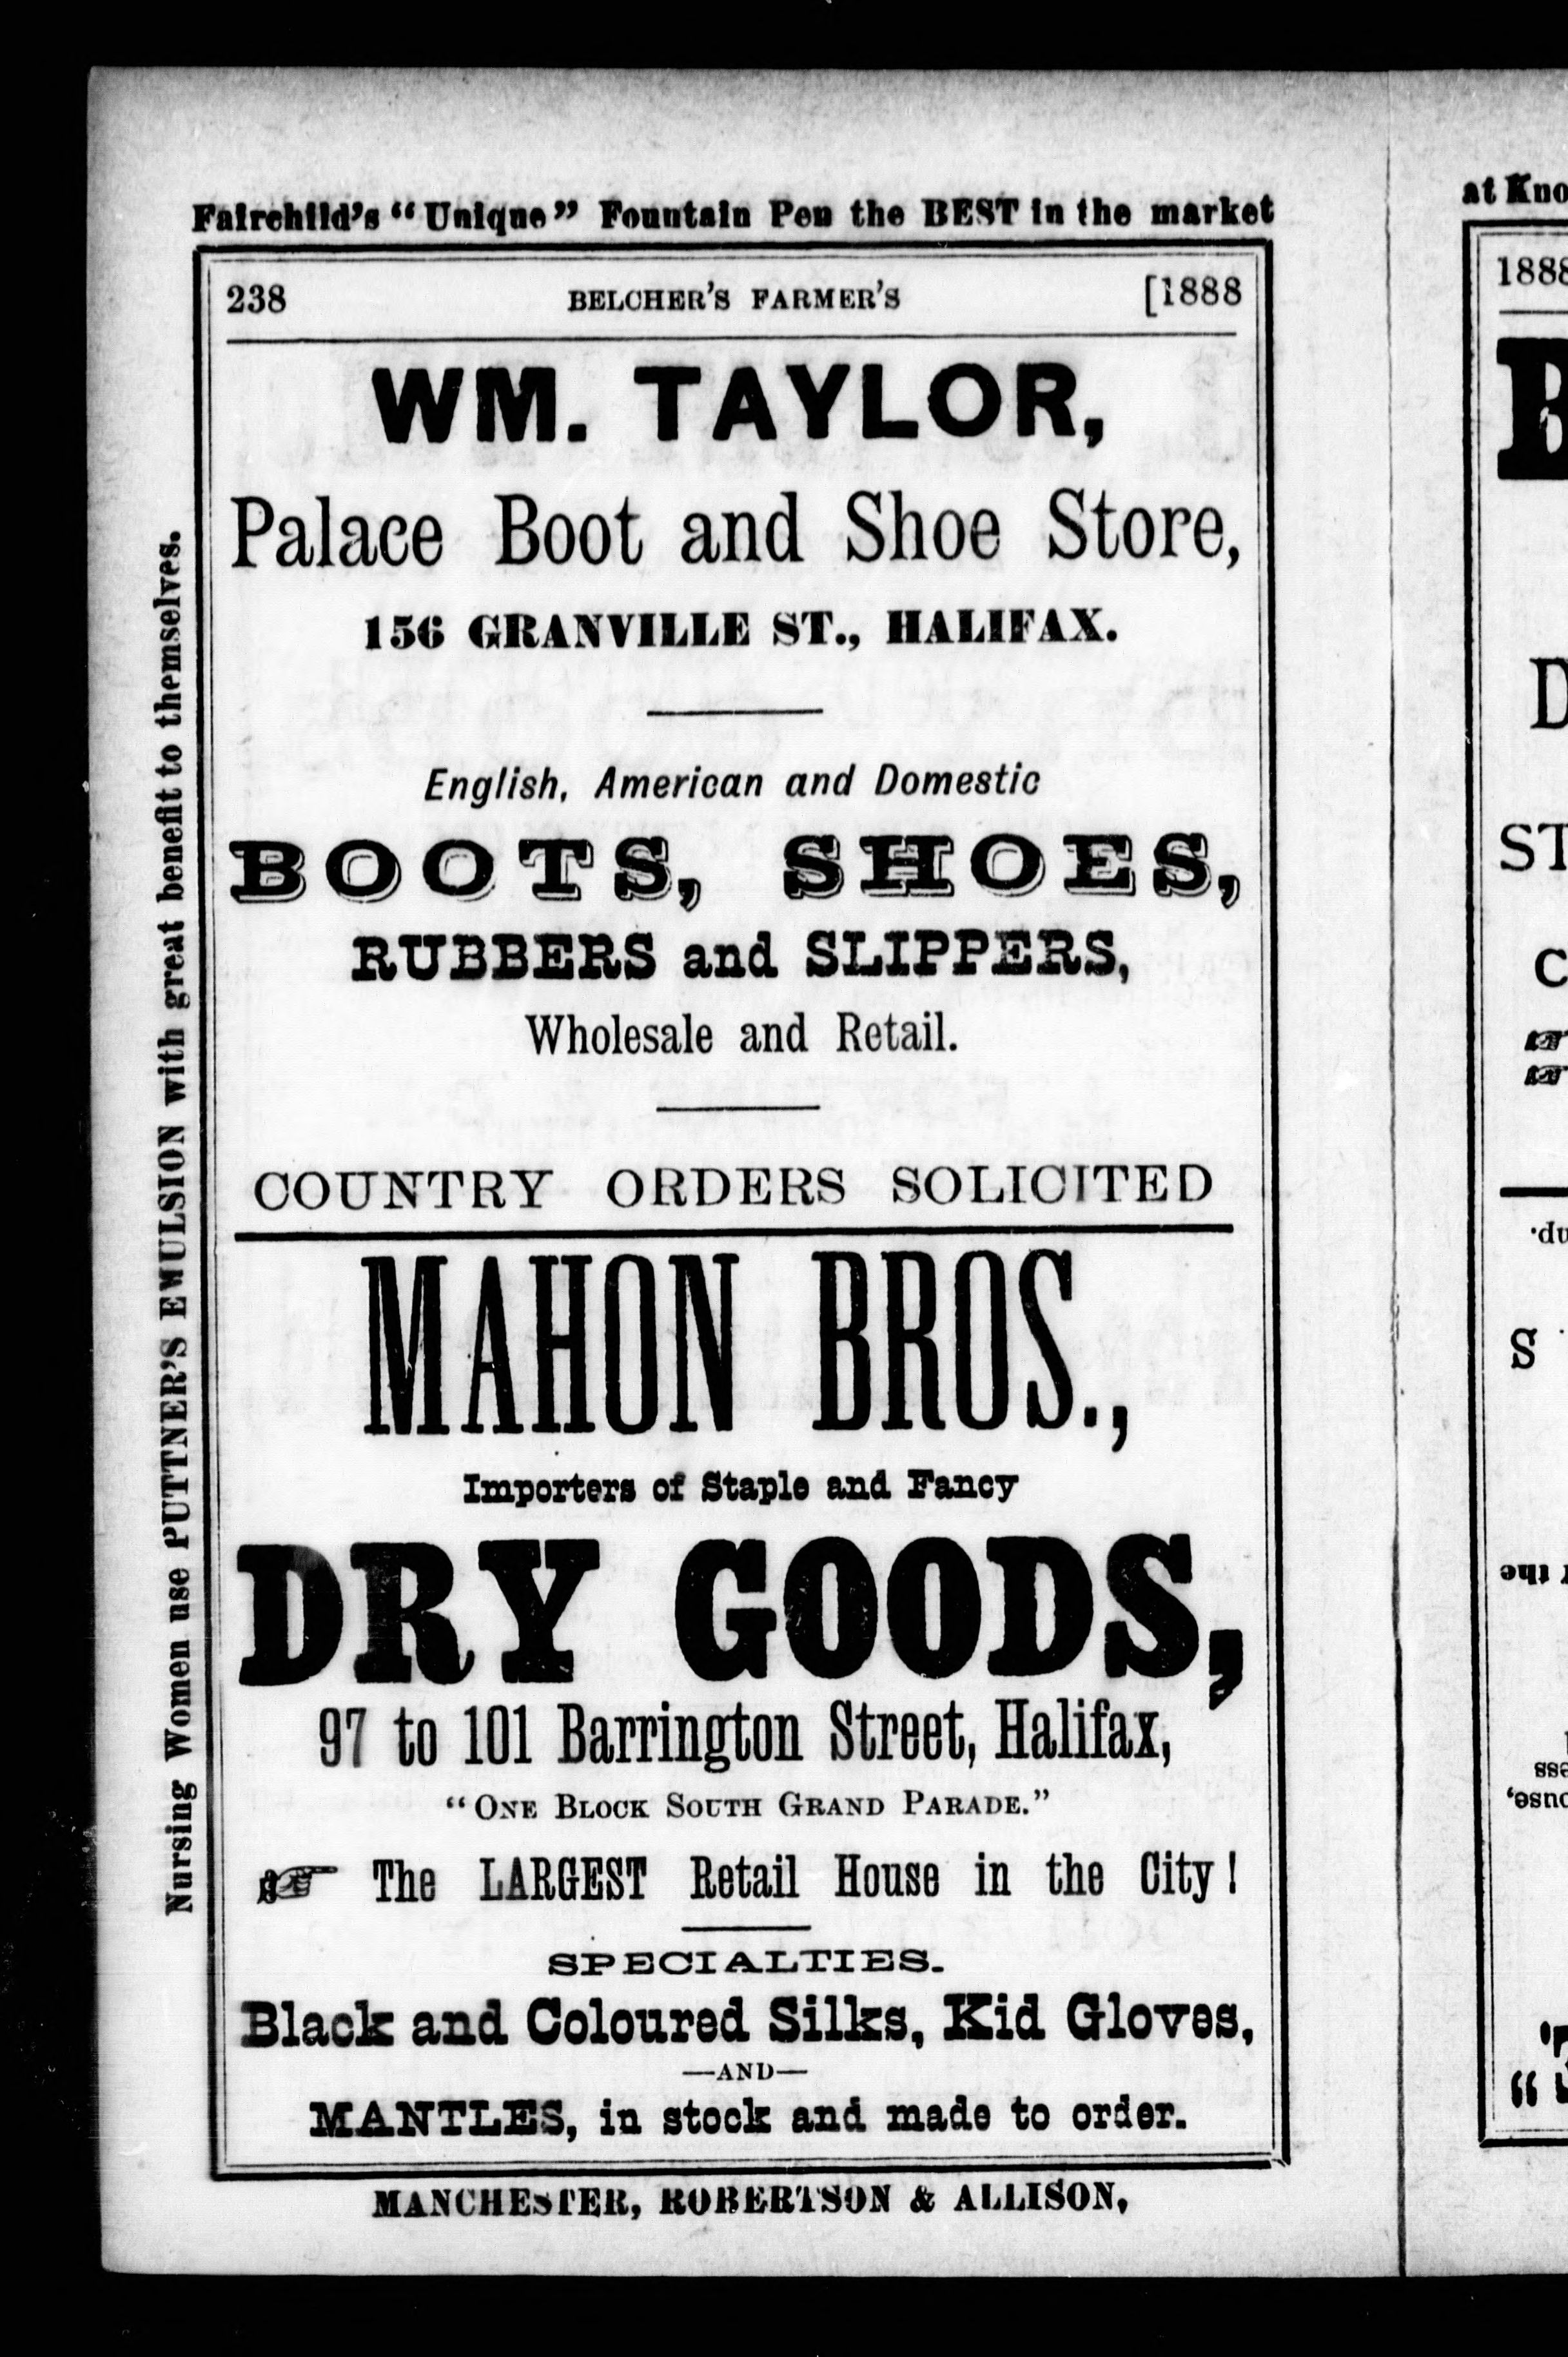 Fairchild's "Unique" Fountain Pen the BEST in the market
238 BELCHER'S FARMER'S [1888
WM. TAYLOR,
Palace Boot and Shoe Store,
156 GRANVILLE ST., HALIFAX.
English, American and Domestic
BOOTS, SHOES,
RUBBERS and SLIPPERS,
Wholesale and Retail.
COUNTRY ORDERS SOLICITED
MAHON BROS.,
Importers of Staple and Fancy
DRY GOODS,
97 to 101 Barrington Street, Halifax,
"ONE BLOCK SOUTH GRAND PARADE."
☞ The LARGEST Retail House in the City!
SPECIALTIES.
Black and Coloured Silks, Kid Gloves,
—AND—
MANTLES, in stock and made to order.
MANCHESTER, ROBERTSON & ALLISON,
Nursing Women use PUTTNER'S EMULSION with great benefit to themselves.
at
1888
the